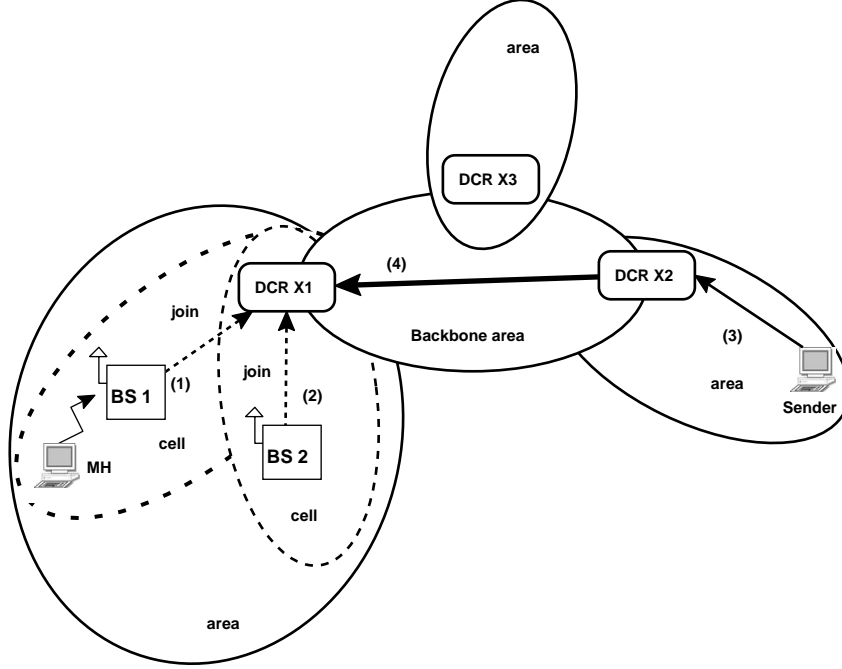 area
DCR X3
DCR X1
(4)
DCR X2
join
Backbone area
(3)
BS 1
(1)
join
(2)
area
Sender
cell
MH
BS 2
cell
area